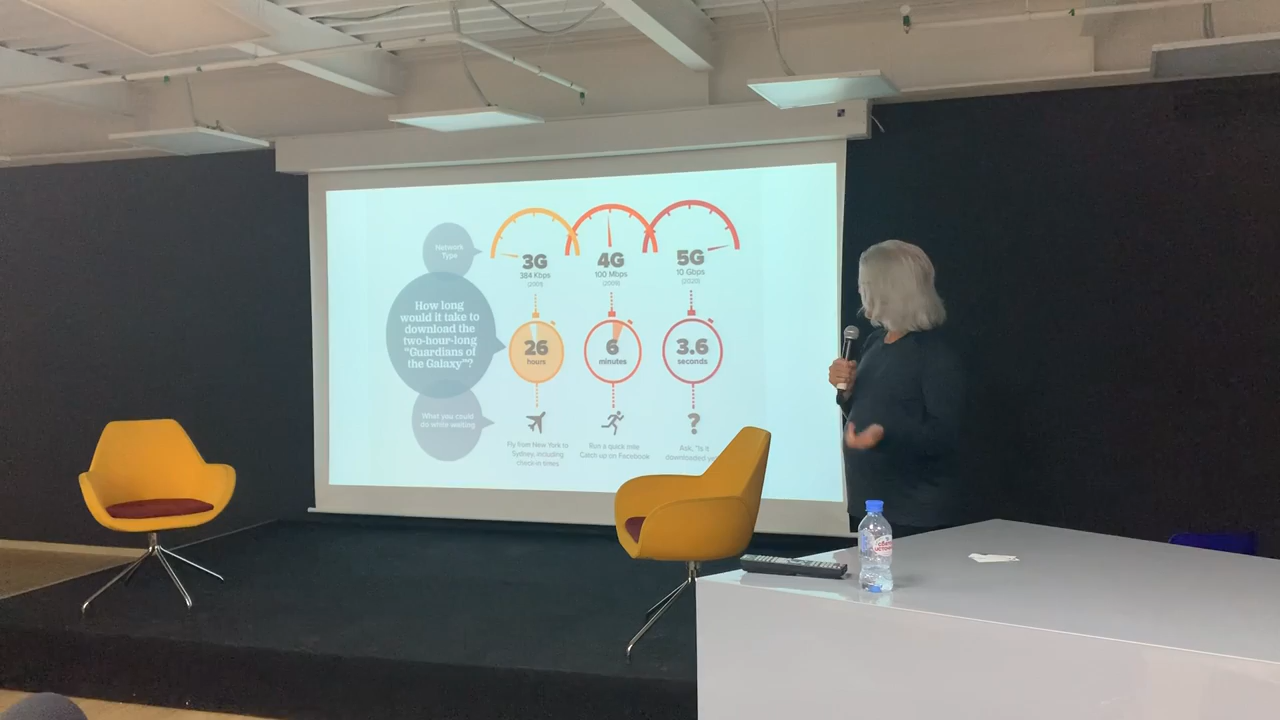 Network
Type
3G
384 Kbps
(2001)
4G
100 Mbps
(2009)
5G
10 Gbps
(2020)
How long
would it take to
download the
two-hour-long
"Guardians of
the Galaxy"?
26
hours
6
minutes
3.6
seconds
What you could
do while waiting
Fly from New York to
Sydney, including
check-in times
Run a quick mile
Catch up on Facebook
?
Ask, "Is it
downloaded